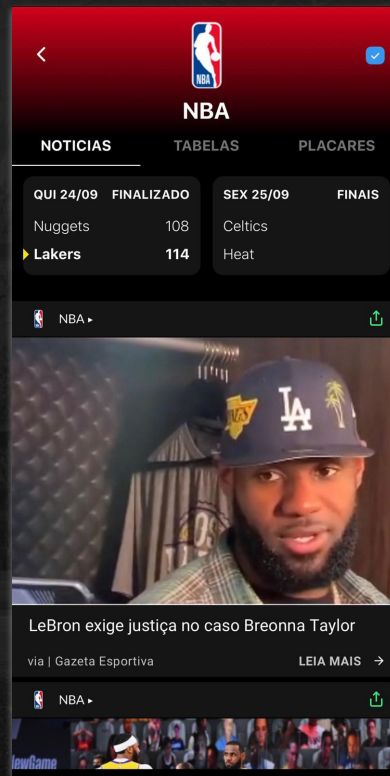 NBA
NBA
NOTICIAS TABELAS PLACARES
QUI 24/09 FINALIZADO
Nuggets 108
Lakers 114
SEX 25/09 FINAIS
Celtics
Heat
NBA
LA
LeBron exige justiça no caso Breonna Taylor
via | Gazeta Esportiva LEIA MAIS
NBA
NewGame